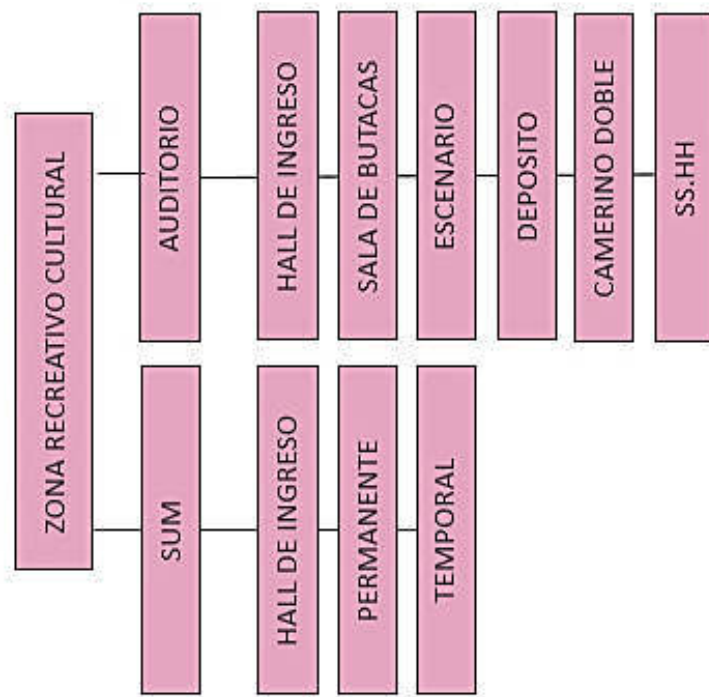 ZONA RECREATIVO CULTURAL
SUM
HALL DE INGRESO
PERMANENTE
TEMPORAL
AUDITORIO
HALL DE INGRESO
SALA DE BUTACAS
ESCENARIO
DEPOSITO
CAMERINO DOBLE
SS.HH